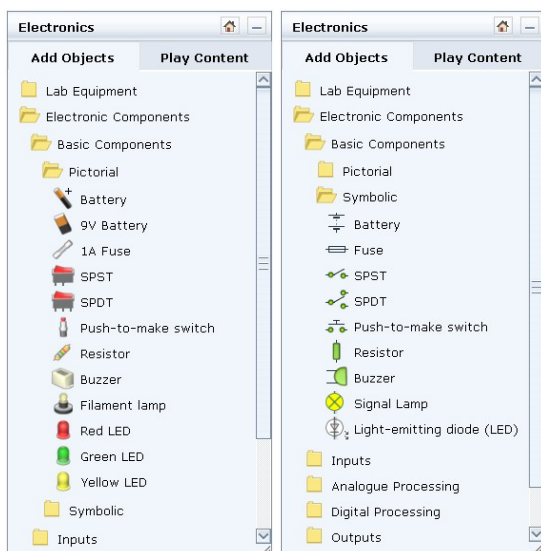 Electronics
Add Objects
Play Content
Lab Equipment
Electronic Components
Basic Components
Pictorial
Battery
9V Battery
1A Fuse
SPST
SPDT
Push-to-make switch
Resistor
Buzzer
Filament lamp
Red LED
Green LED
Yellow LED
Symbolic
Inputs
Electronics
Add Objects
Play Content
Lab Equipment
Electronic Components
Basic Components
Pictorial
Symbolic
Battery
Fuse
SPST
SPDT
Push-to-make switch
Resistor
Buzzer
Signal Lamp
Light-emitting diode (LED)
Inputs
Analogue Processing
Digital Processing
Outputs